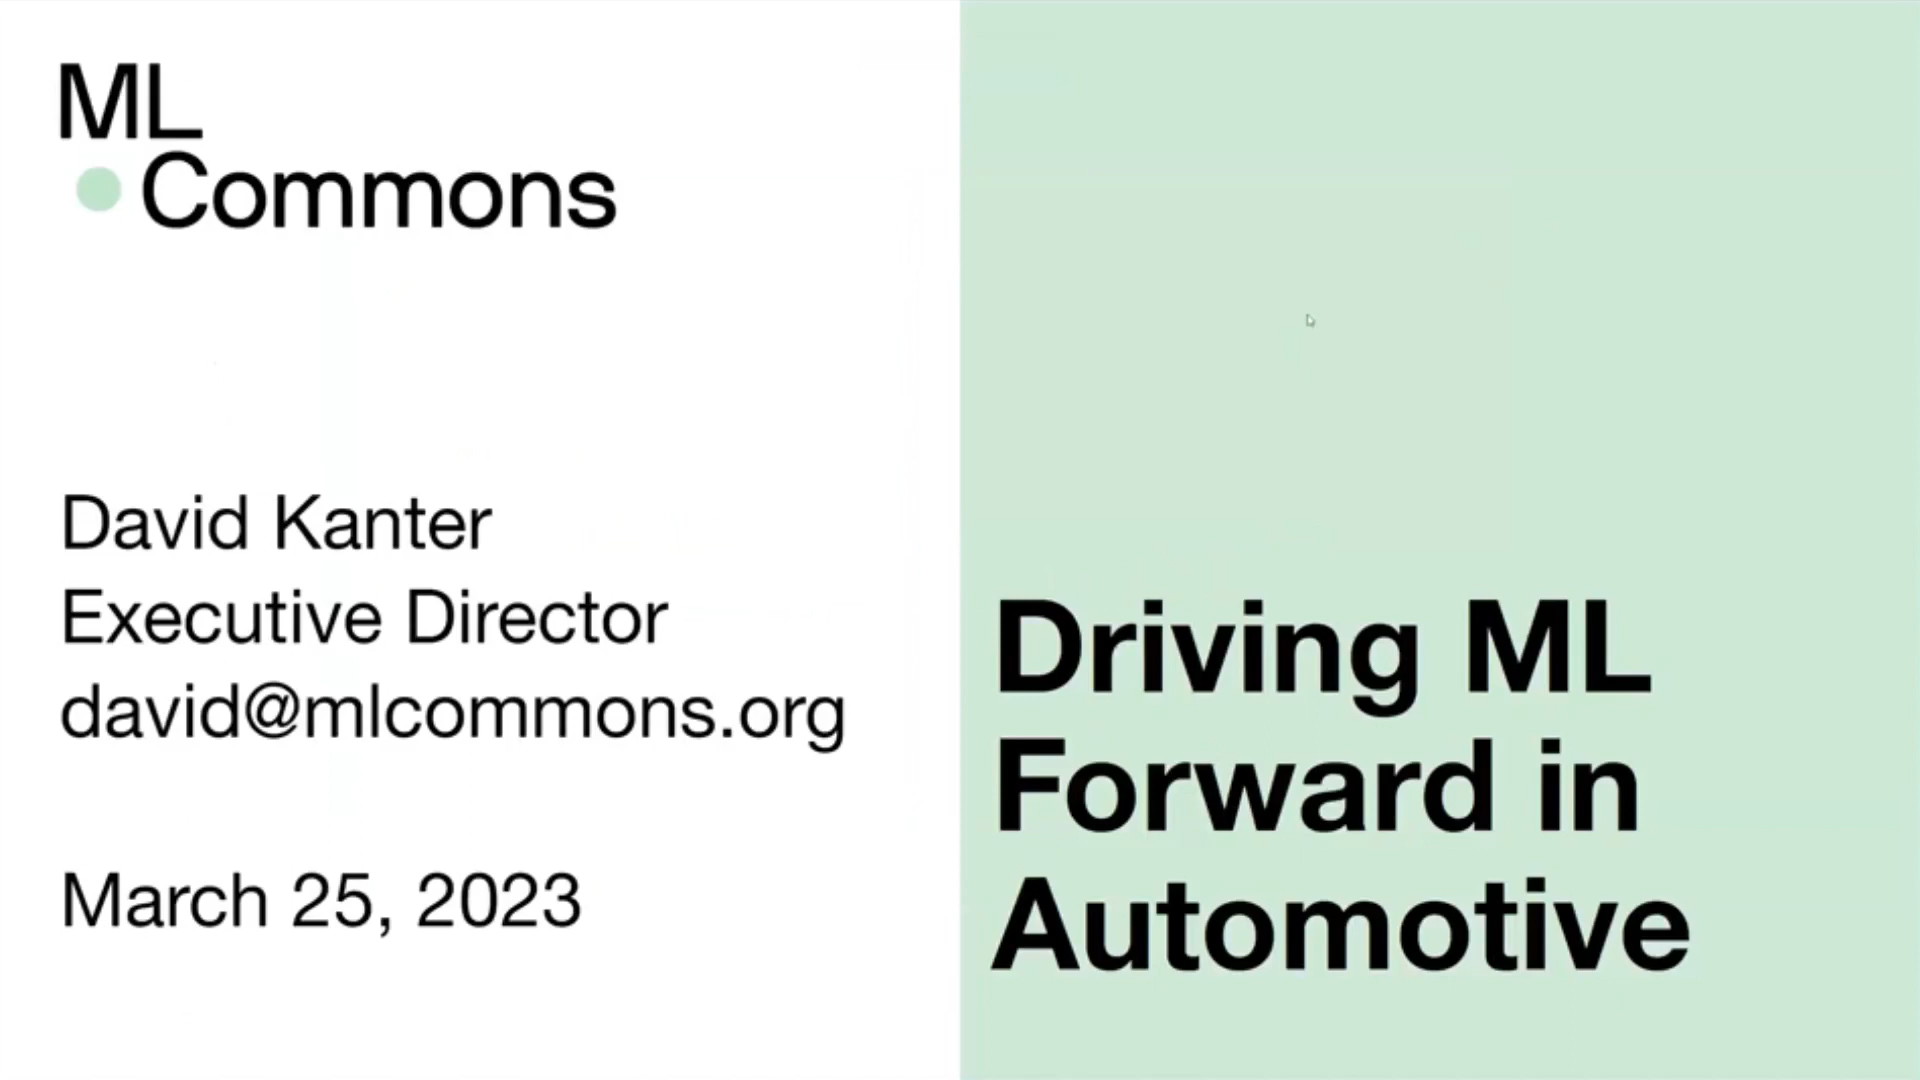 ML
Commons
David Kanter
Executive Director
david@mlcommons.org
March 25, 2023
Driving ML
Forward in
Automotive